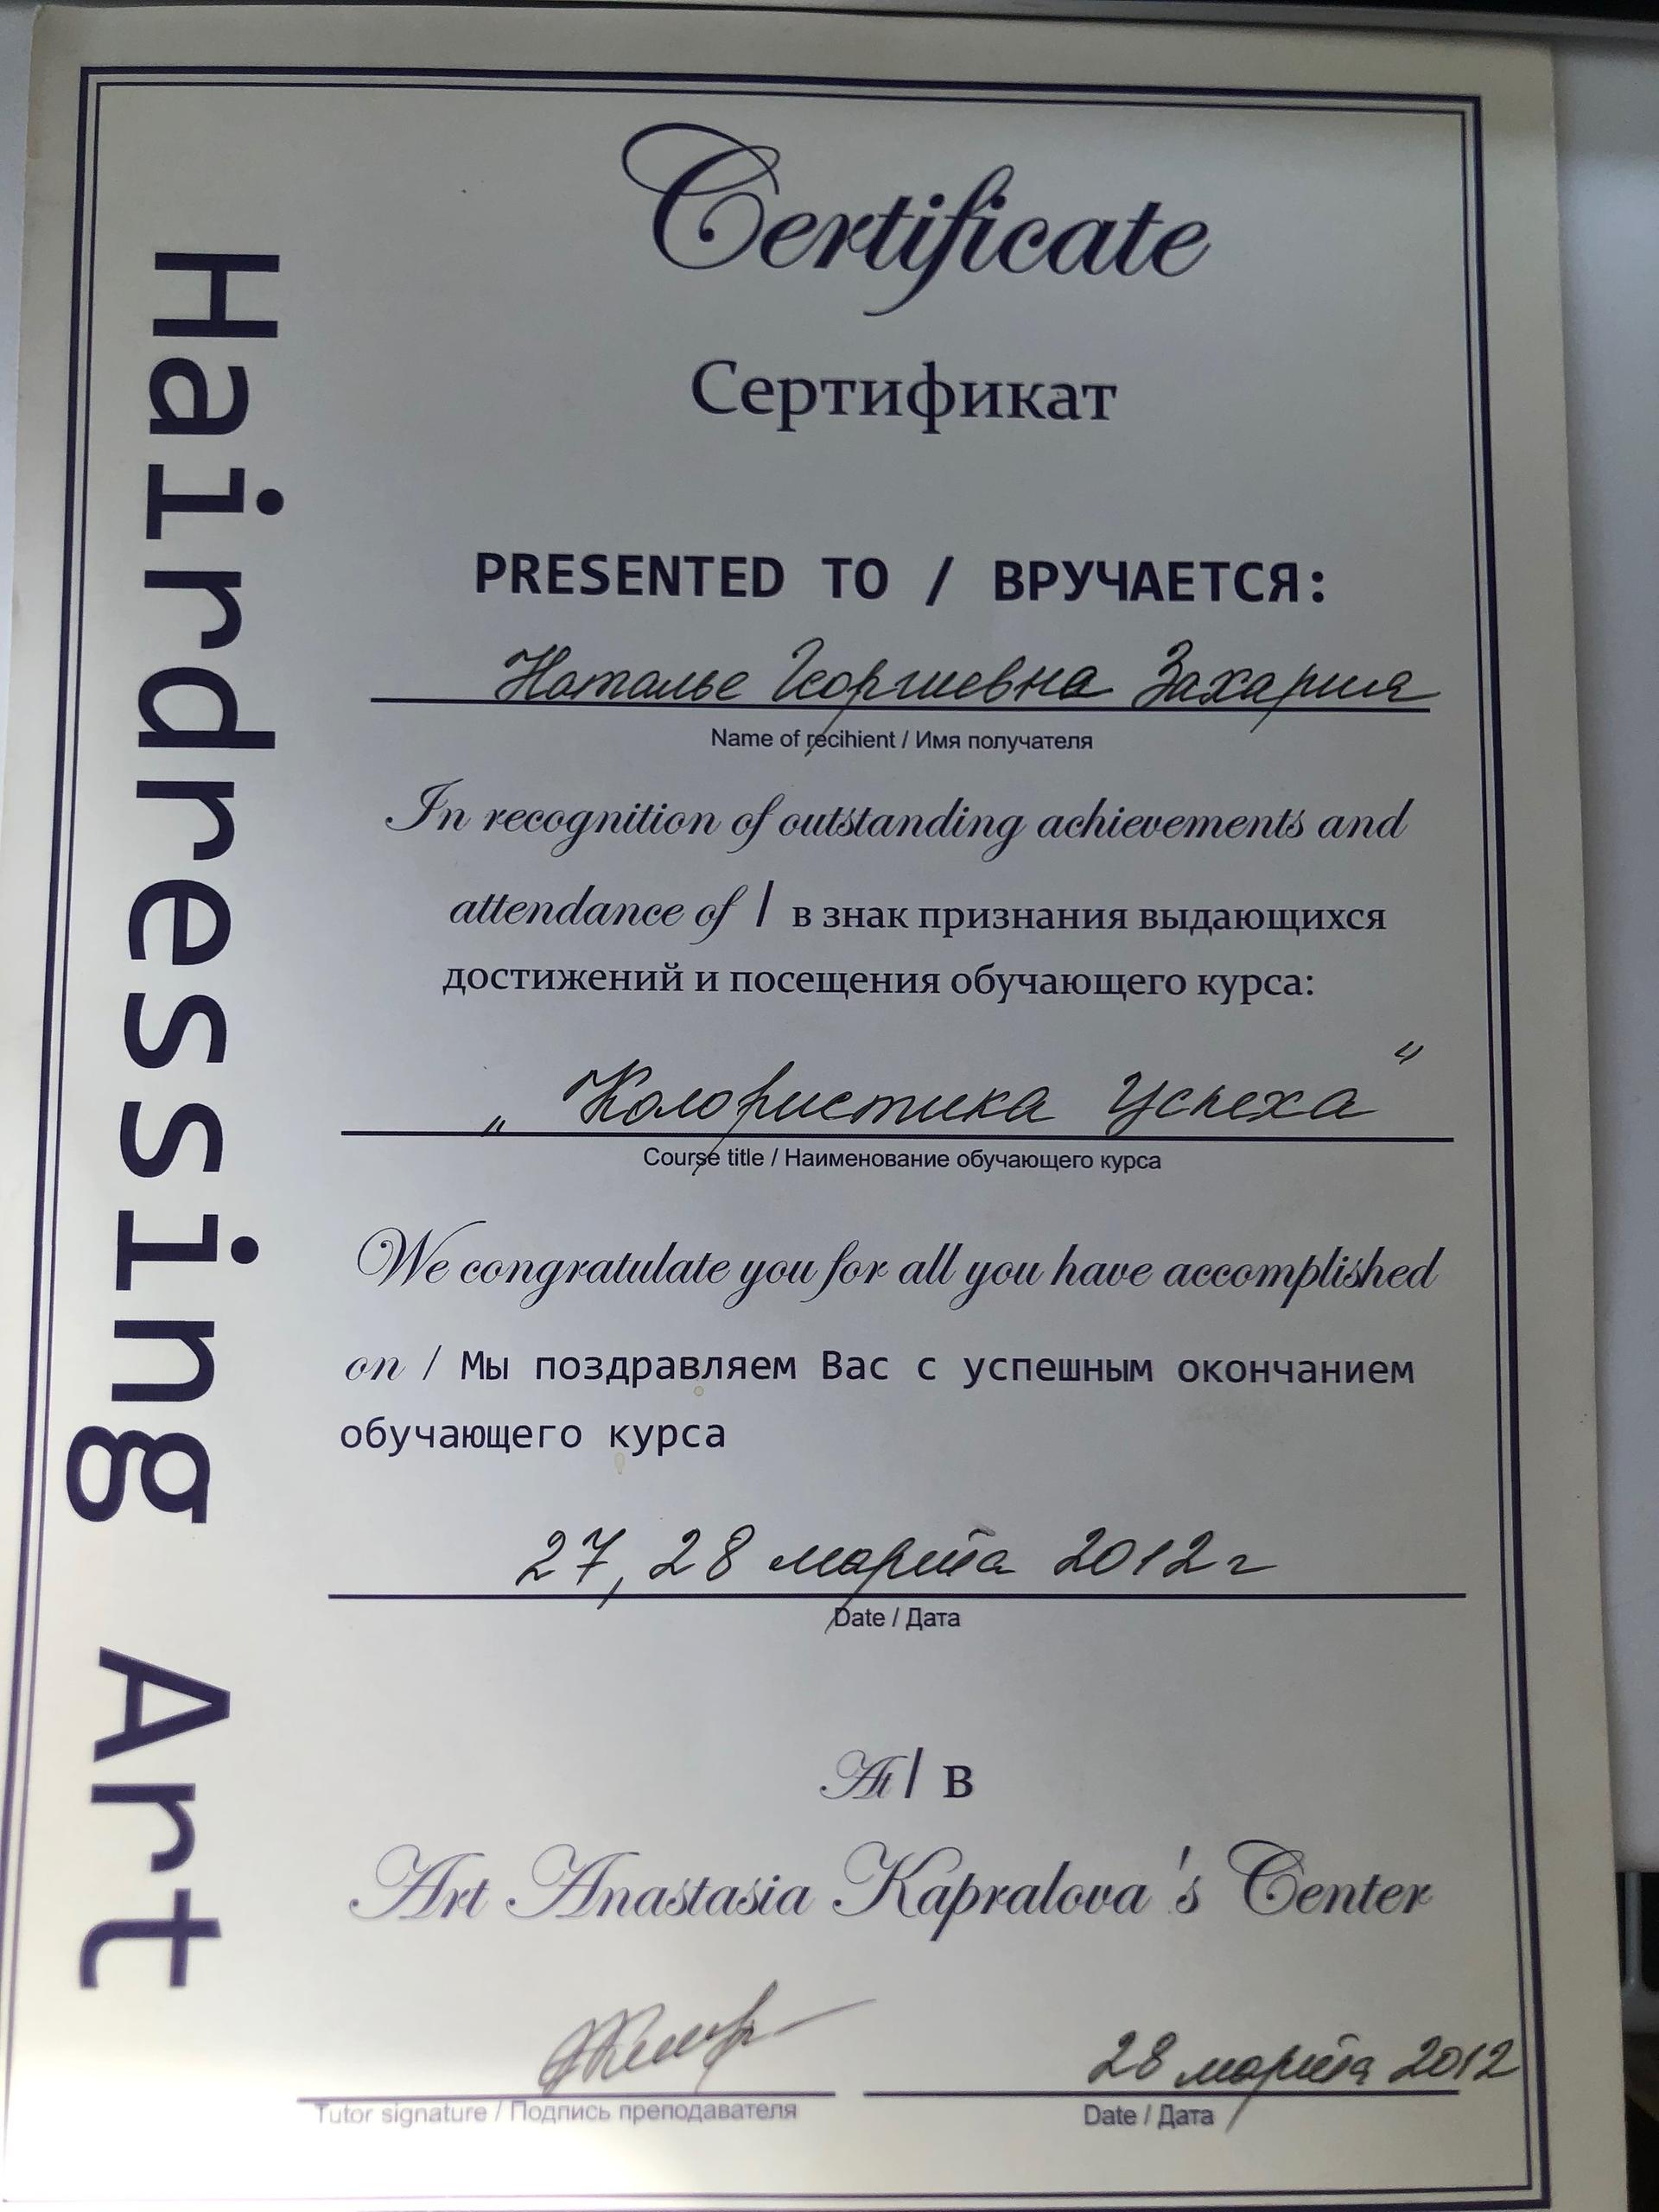 Hairdressing Art
Certificate
Сертификат
PRESENTED TO / ВРУЧАЕТСЯ:
Наталье Георгиевна Захария
Name of recihient / Имя получателя
In recognition of outstanding achievements and
attendance of / в знак признания выдающихся
достижений и посещения обучающего курса:
„Колористика Успеха"
Course title / Наименование обучающего курса
We congratulate you for all you have accomplished
on / Мы поздравляем Вас с успешным окончанием
обучающего курса
27, 28 марта 2012 г
Date / Дата
At / в
Art Anastasia Kapralova's Center
28 марта 2012
Tutor signature / Подпись преподавателя
Date / Дата